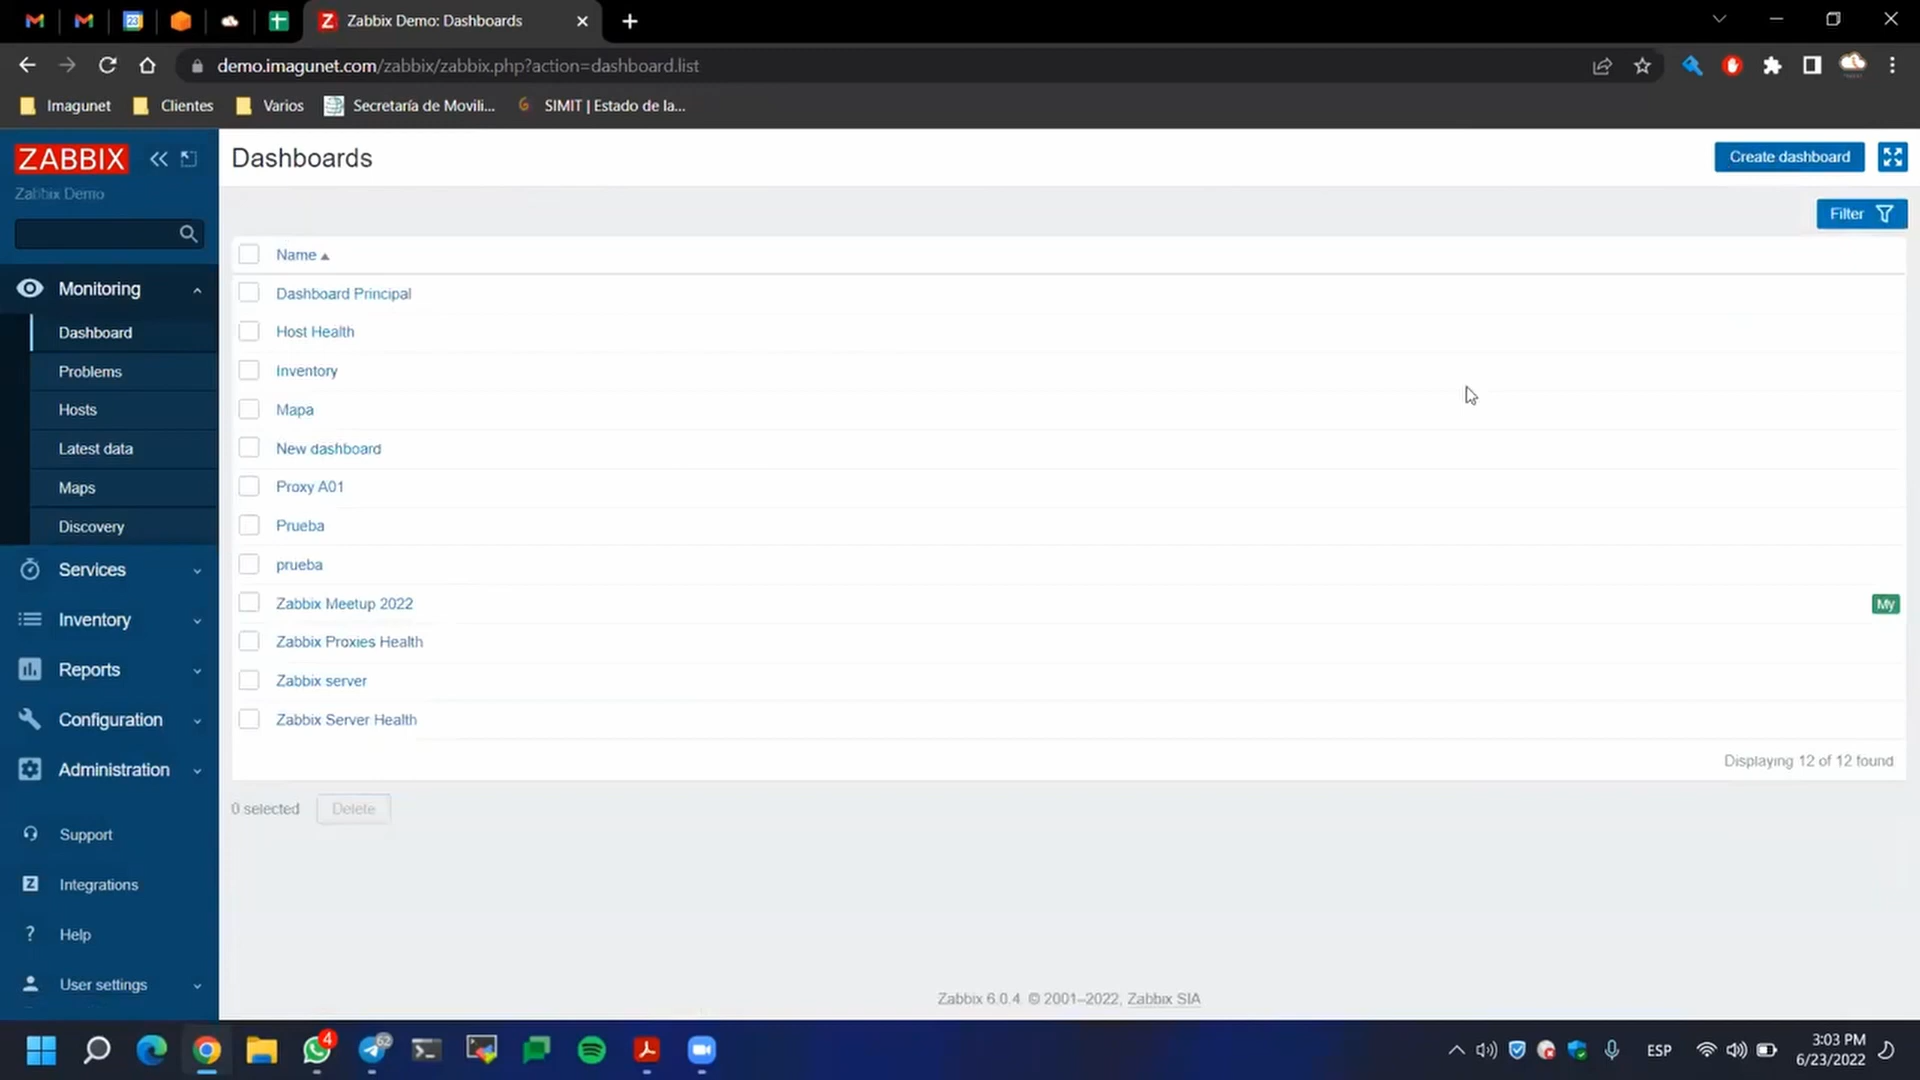 Zabbix Demo: Dashboards
demo.imagunet.com/zabbix/zabbix.php?action=dashboard.list
Imagunet
Clientes
Varios
Secretaría de Movili...
SIMIT | Estado de la...
ZABBIX
Zabbix Demo
Monitoring
Dashboard
Problems
Hosts
Latest data
Maps
Discovery
Services
Inventory
Reports
Configuration
Administration
Support
Integrations
Help
User settings
Dashboards
Create dashboard
Filter
Name
Dashboard Principal
Host Health
Inventory
Mapa
New dashboard
Proxy A01
Prueba
prueba
Zabbix Meetup 2022
My
Zabbix Proxies Health
Zabbix server
Zabbix Server Health
Displaying 12 of 12 found
0 selected
Delete
Zabbix 6.0.4. © 2001–2022, Zabbix SIA
4
62
ESP
3:03 PM
6/23/2022